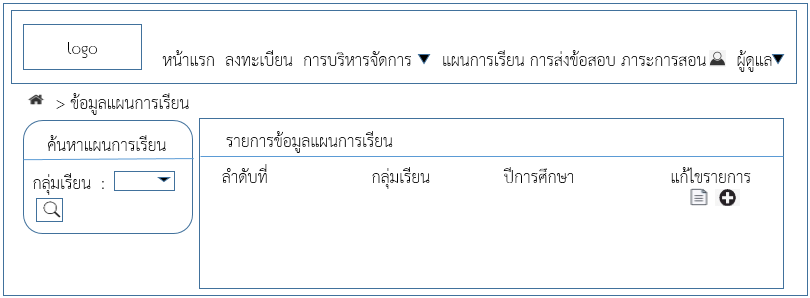 logo
หน้าแรก ลงทะเบียน การบริหารจัดการ แผนการเรียน การส่งข้อสอบ ภาระการสอน ผู้ดูแล
> ข้อมูลแผนการเรียน
ค้นหาแผนการเรียน
กลุ่มเรียน :
รายการข้อมูลแผนการเรียน
ลำดับที่ กลุ่มเรียน ปีการศึกษา แก้ไขรายการ